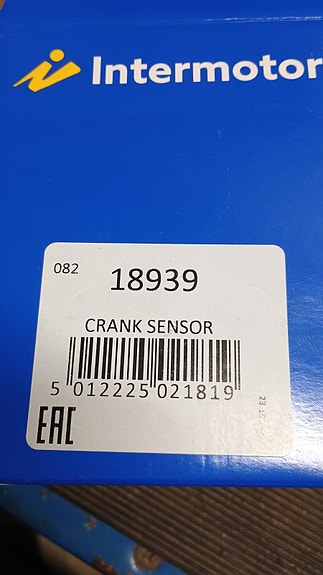 Intermotor
082
18939
CRANK SENSOR
5 012225 021819
EAC